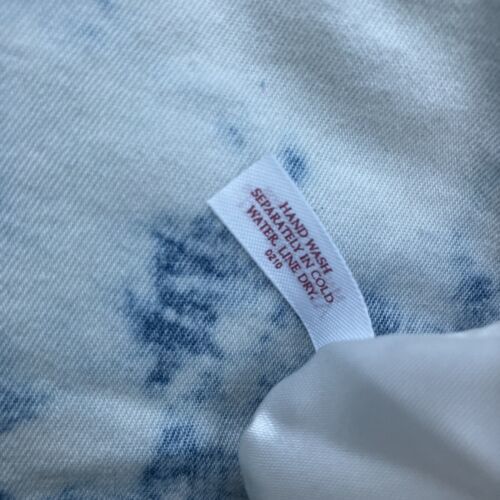 HAND WASH
SEPARATELY IN COLD
WATER. LINE DRY.
0210